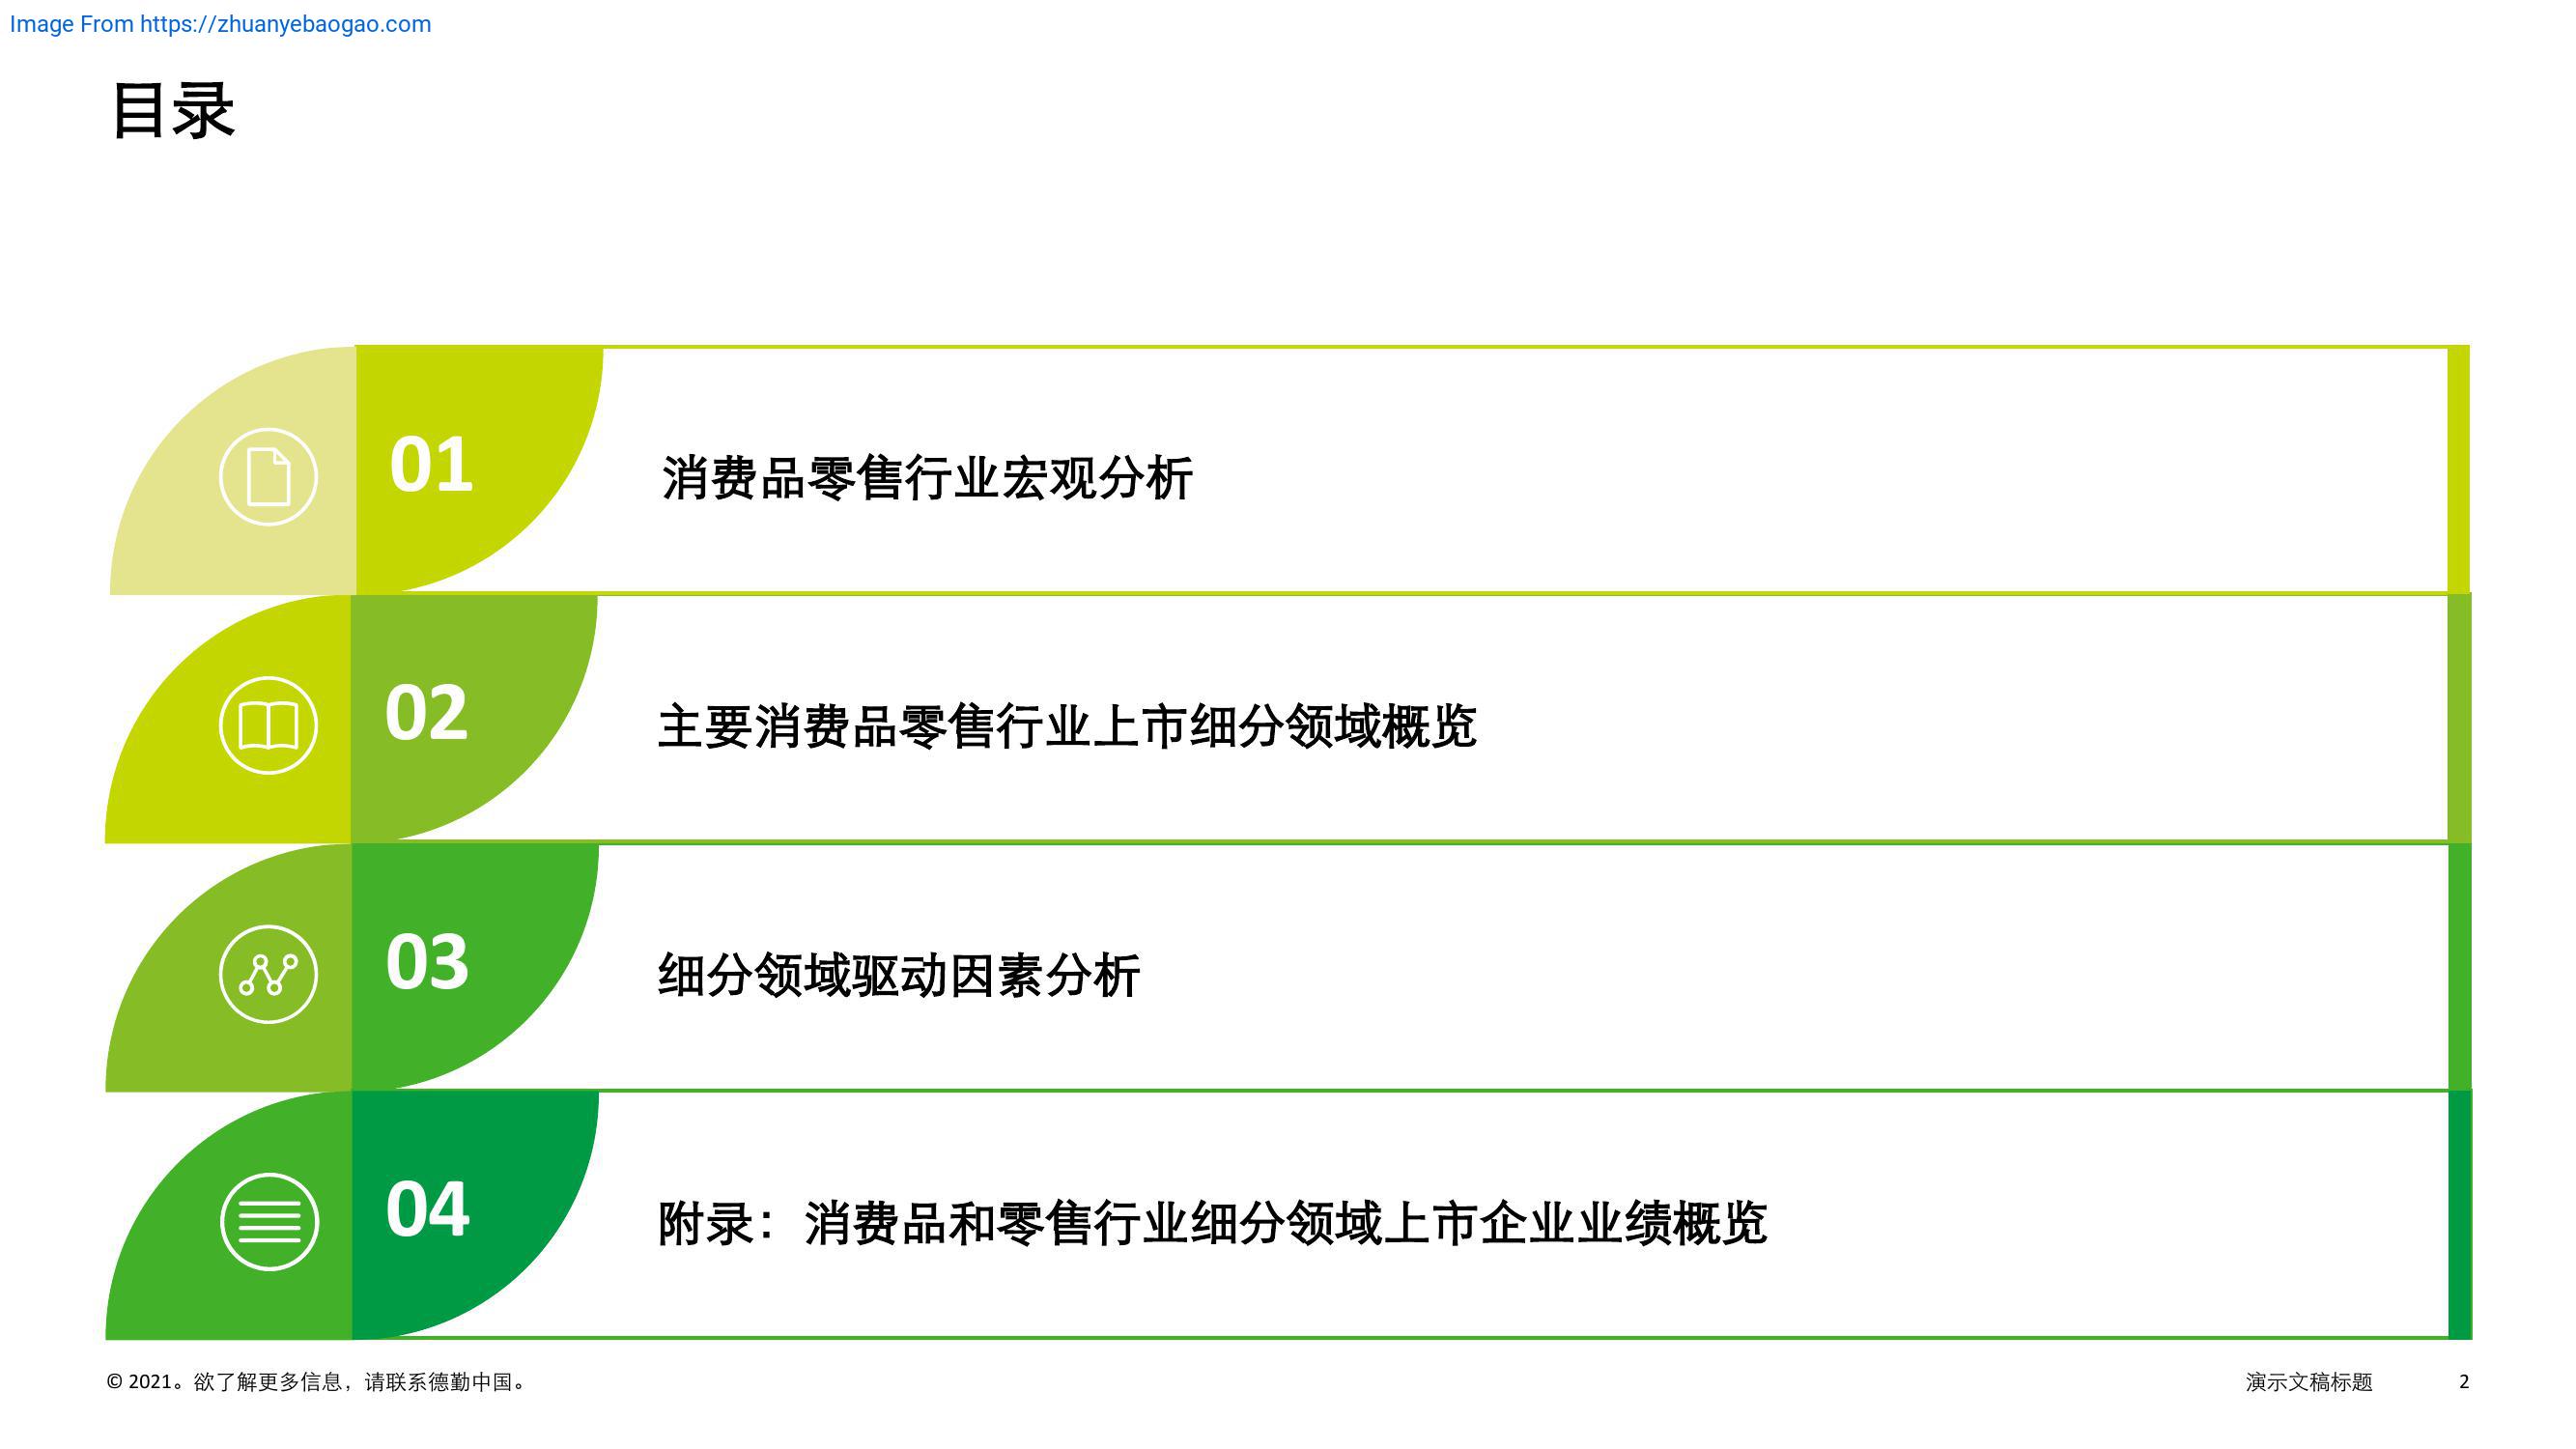 Image From https://zhuanyebaogao.com
目录
01
消费品零售行业宏观分析
02
主要消费品零售行业上市细分领域概览
03
细分领域驱动因素分析
04
附录：消费品和零售行业细分领域上市企业业绩概览
© 2021。欲了解更多信息，请联系德勤中国。
演示文稿标题
2